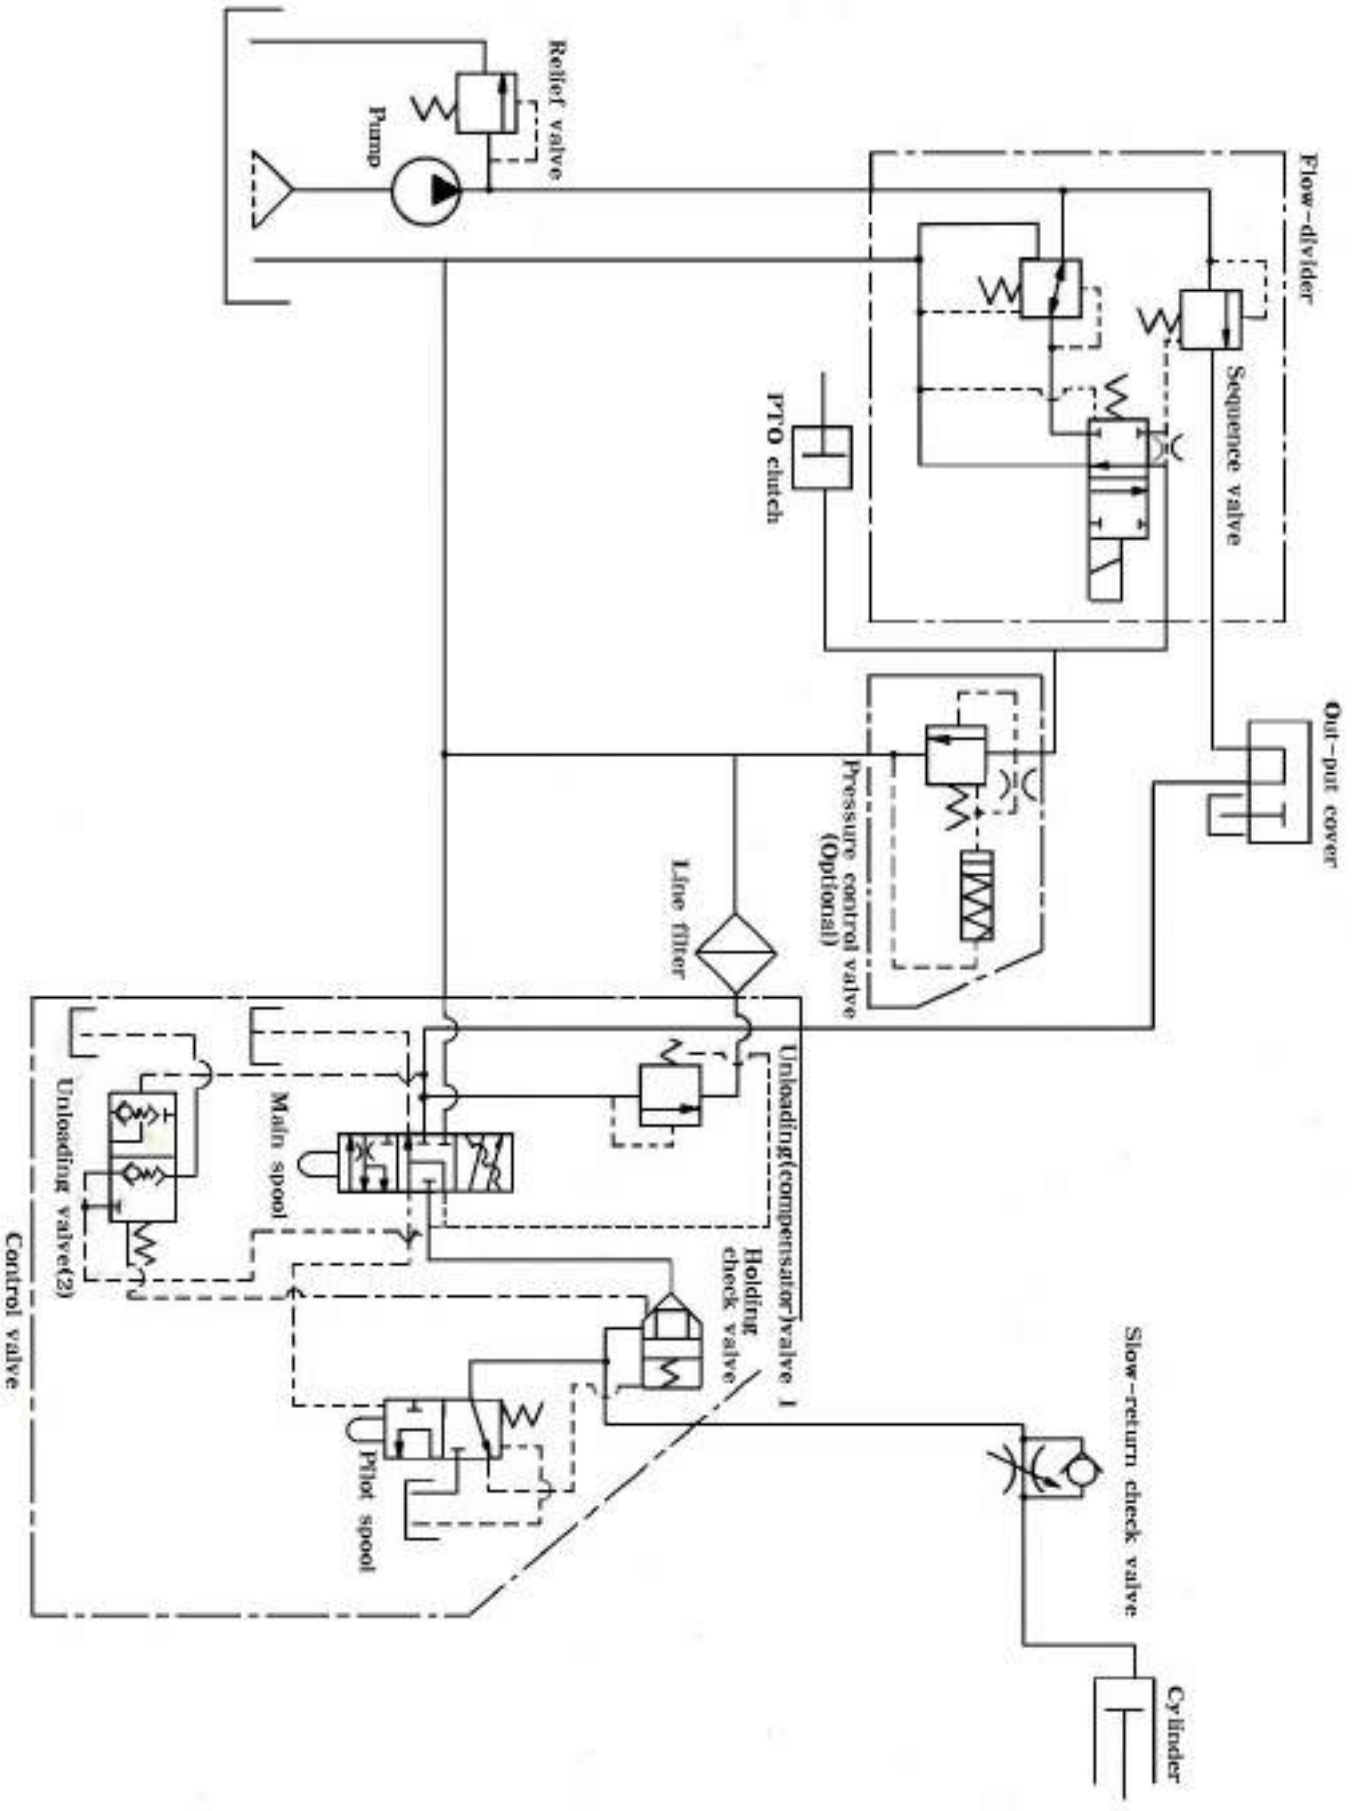 Relief valve
Pump
Flow-divider
Sequence valve
PTO clutch
Out-put cover
Pressure control valve
(Optional)
Line filter
Unloading(compensator)valve 1
Main spool
Unloading valve(2)
Holding
check valve
Control valve
Pilot spool
Slow-return check valve
Cylinder